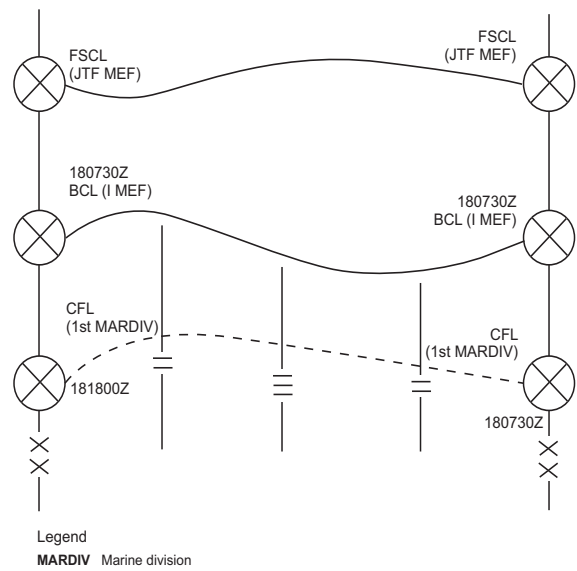 FSCL
(JTF MEF)
FSCL
(JTF MEF)
180730Z
BCL (I MEF)
180730Z
BCL (I MEF)
CFL
(1st MARDIV)
CFL
(1st MARDIV)
181800Z
180730Z
Legend
MARDIV Marine division